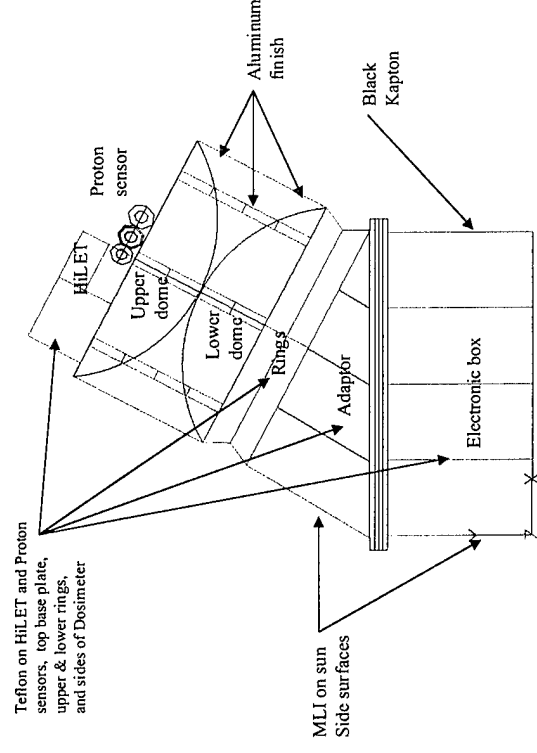 Teflon on HiLET and Proton
sensors, top base plate,
upper & lower rings,
and sides of Dosimeter
HiLET
Proton
sensor
Aluminum
finish
Upper
dome
Lower
dome
Rings
Adaptor
Black
Kapton
MLI on sun
Side surfaces
Electronic box
X
Z
Y